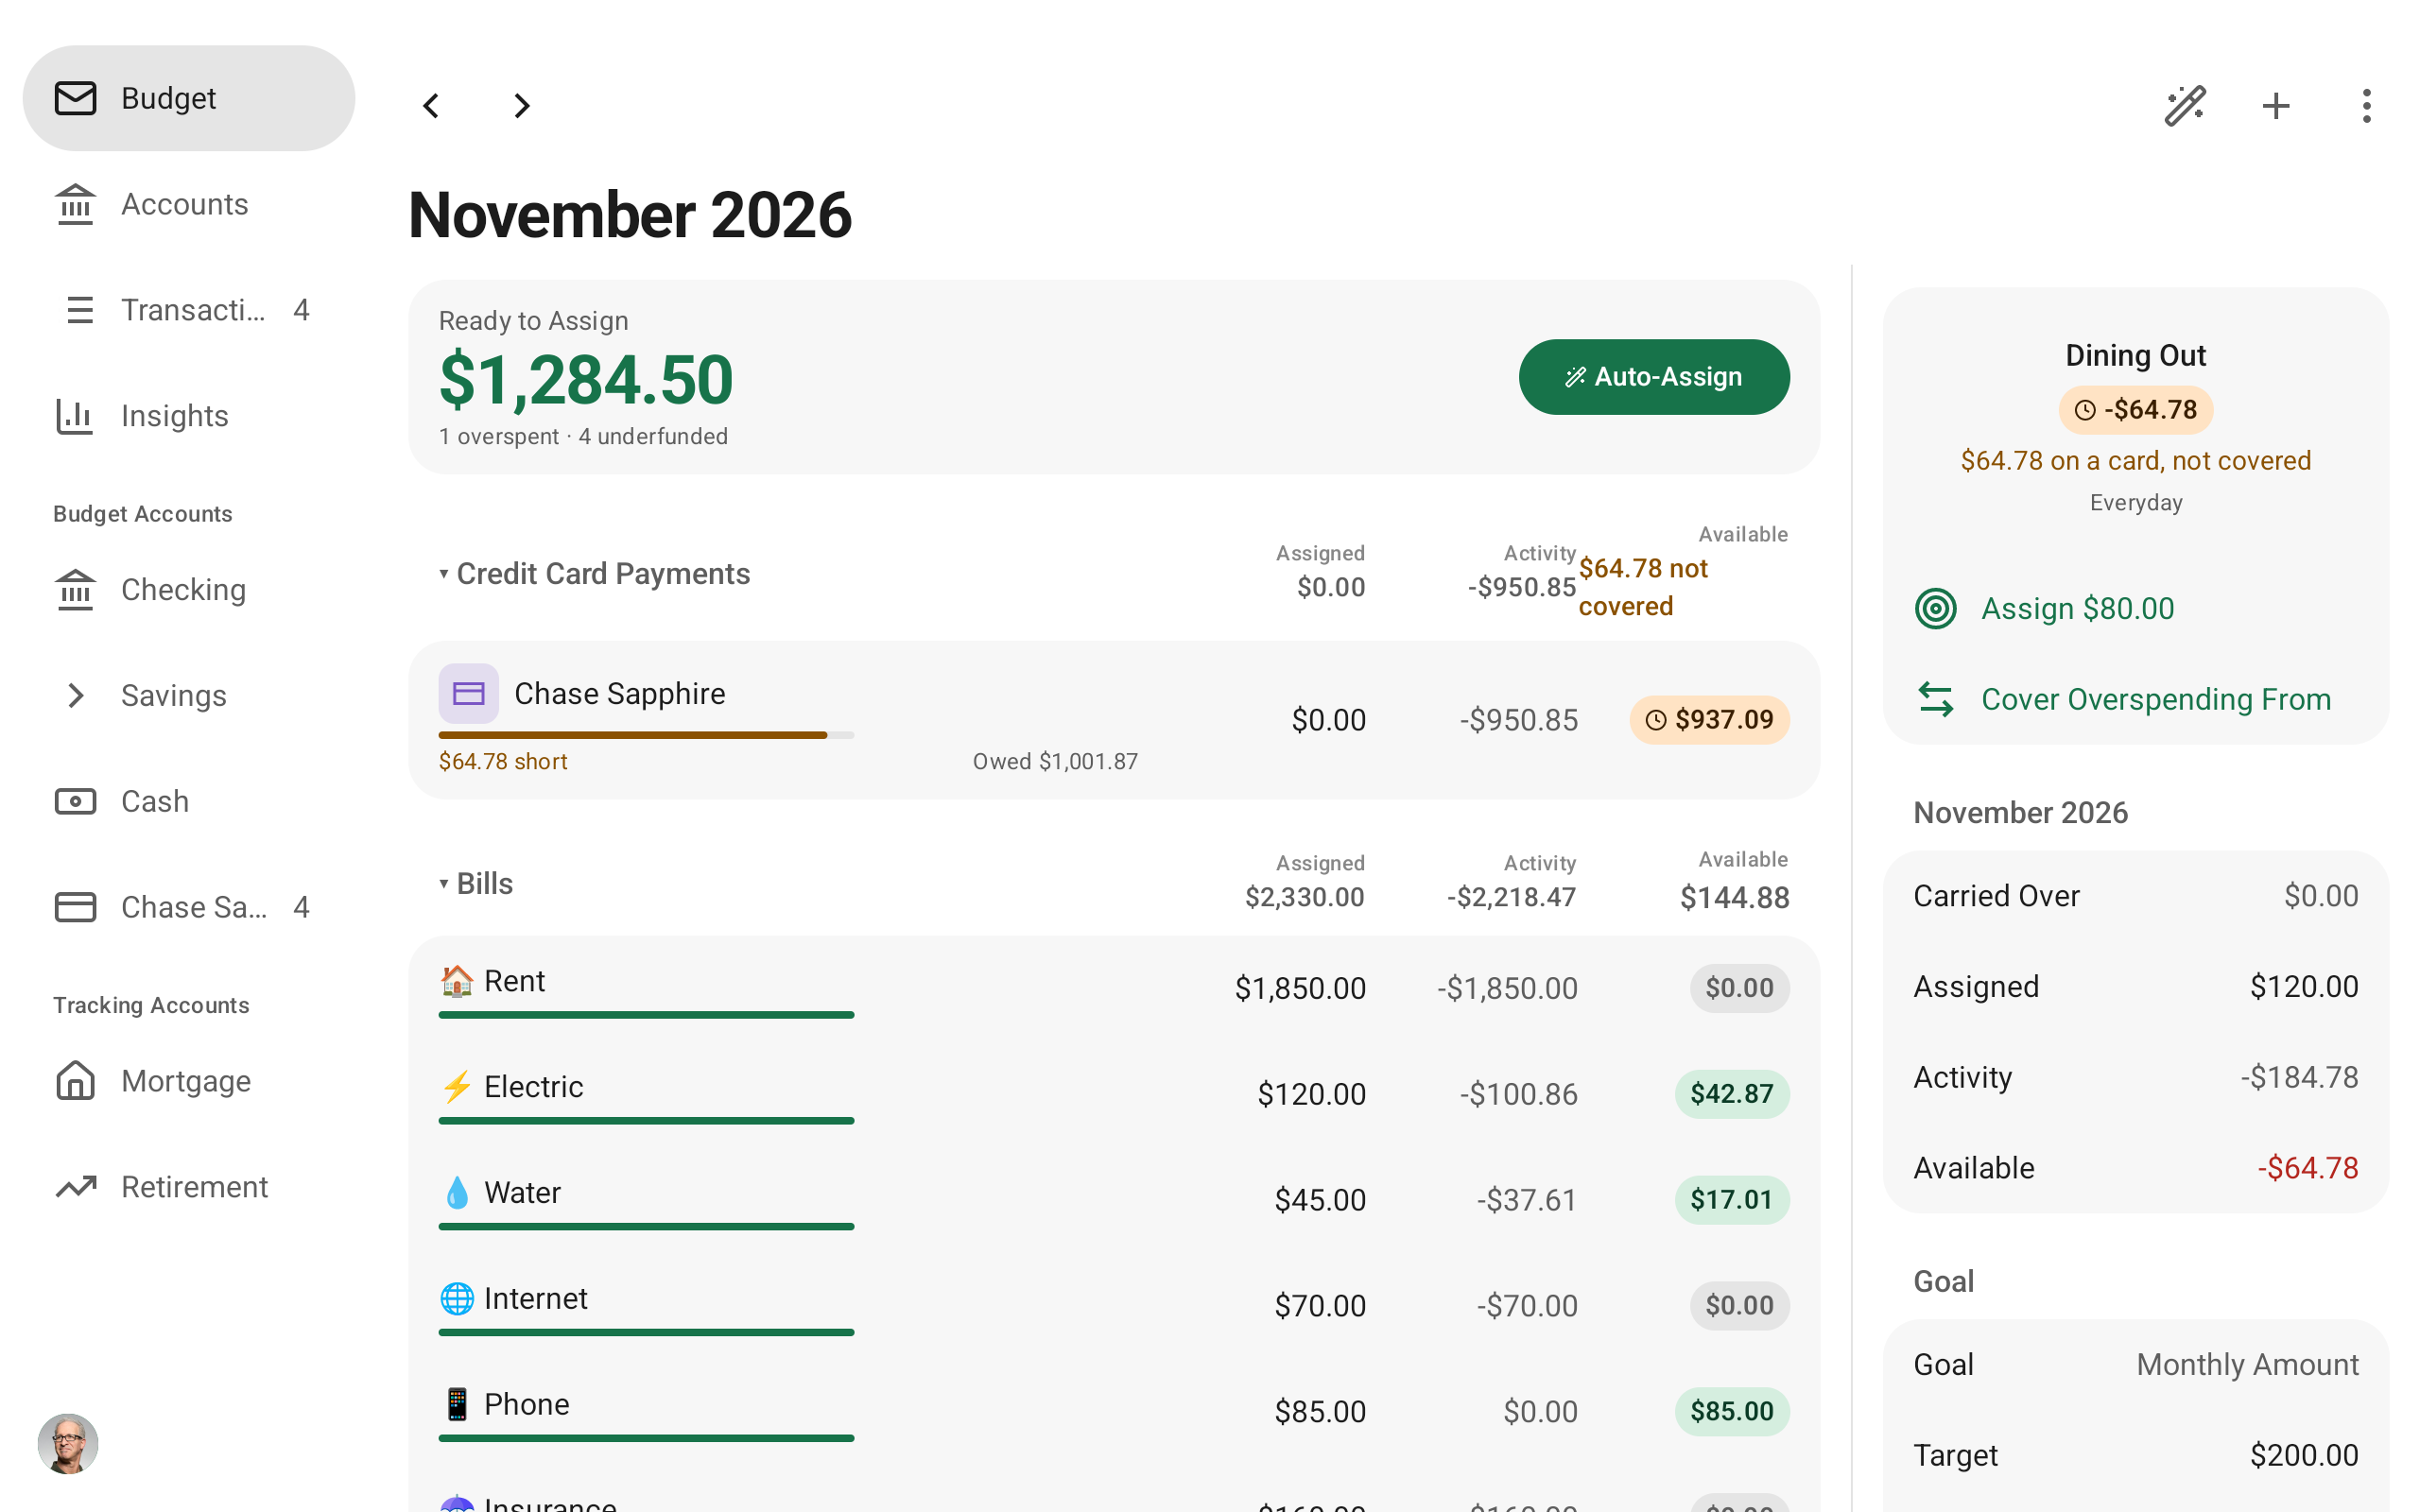 Budget
Accounts
Transacti... 4
Insights
Budget Accounts
Checking
Savings
Cash
Chase Sa... 4
Tracking Accounts
Mortgage
Retirement
November 2026
Ready to Assign
$1,284.50
1 overspent · 4 underfunded
Auto-Assign
Credit Card Payments
Assigned
$0.00
Activity
-$950.85
Available
$64.78 not
covered
Chase Sapphire
$0.00 -$950.85 $937.09
$64.78 short Owed $1,001.87
Bills
Assigned
$2,330.00
Activity
-$2,218.47
Available
$144.88
Rent $1,850.00 -$1,850.00 $0.00
Electric $120.00 -$100.86 $42.87
Water $45.00 -$37.61 $17.01
Internet $70.00 -$70.00 $0.00
Phone $85.00 $0.00 $85.00
Insurance
Dining Out
-$64.78
$64.78 on a card, not covered
Everyday
Assign $80.00
Cover Overspending From
November 2026
Carried Over $0.00
Assigned $120.00
Activity -$184.78
Available -$64.78
Goal
Goal Monthly Amount
Target $200.00